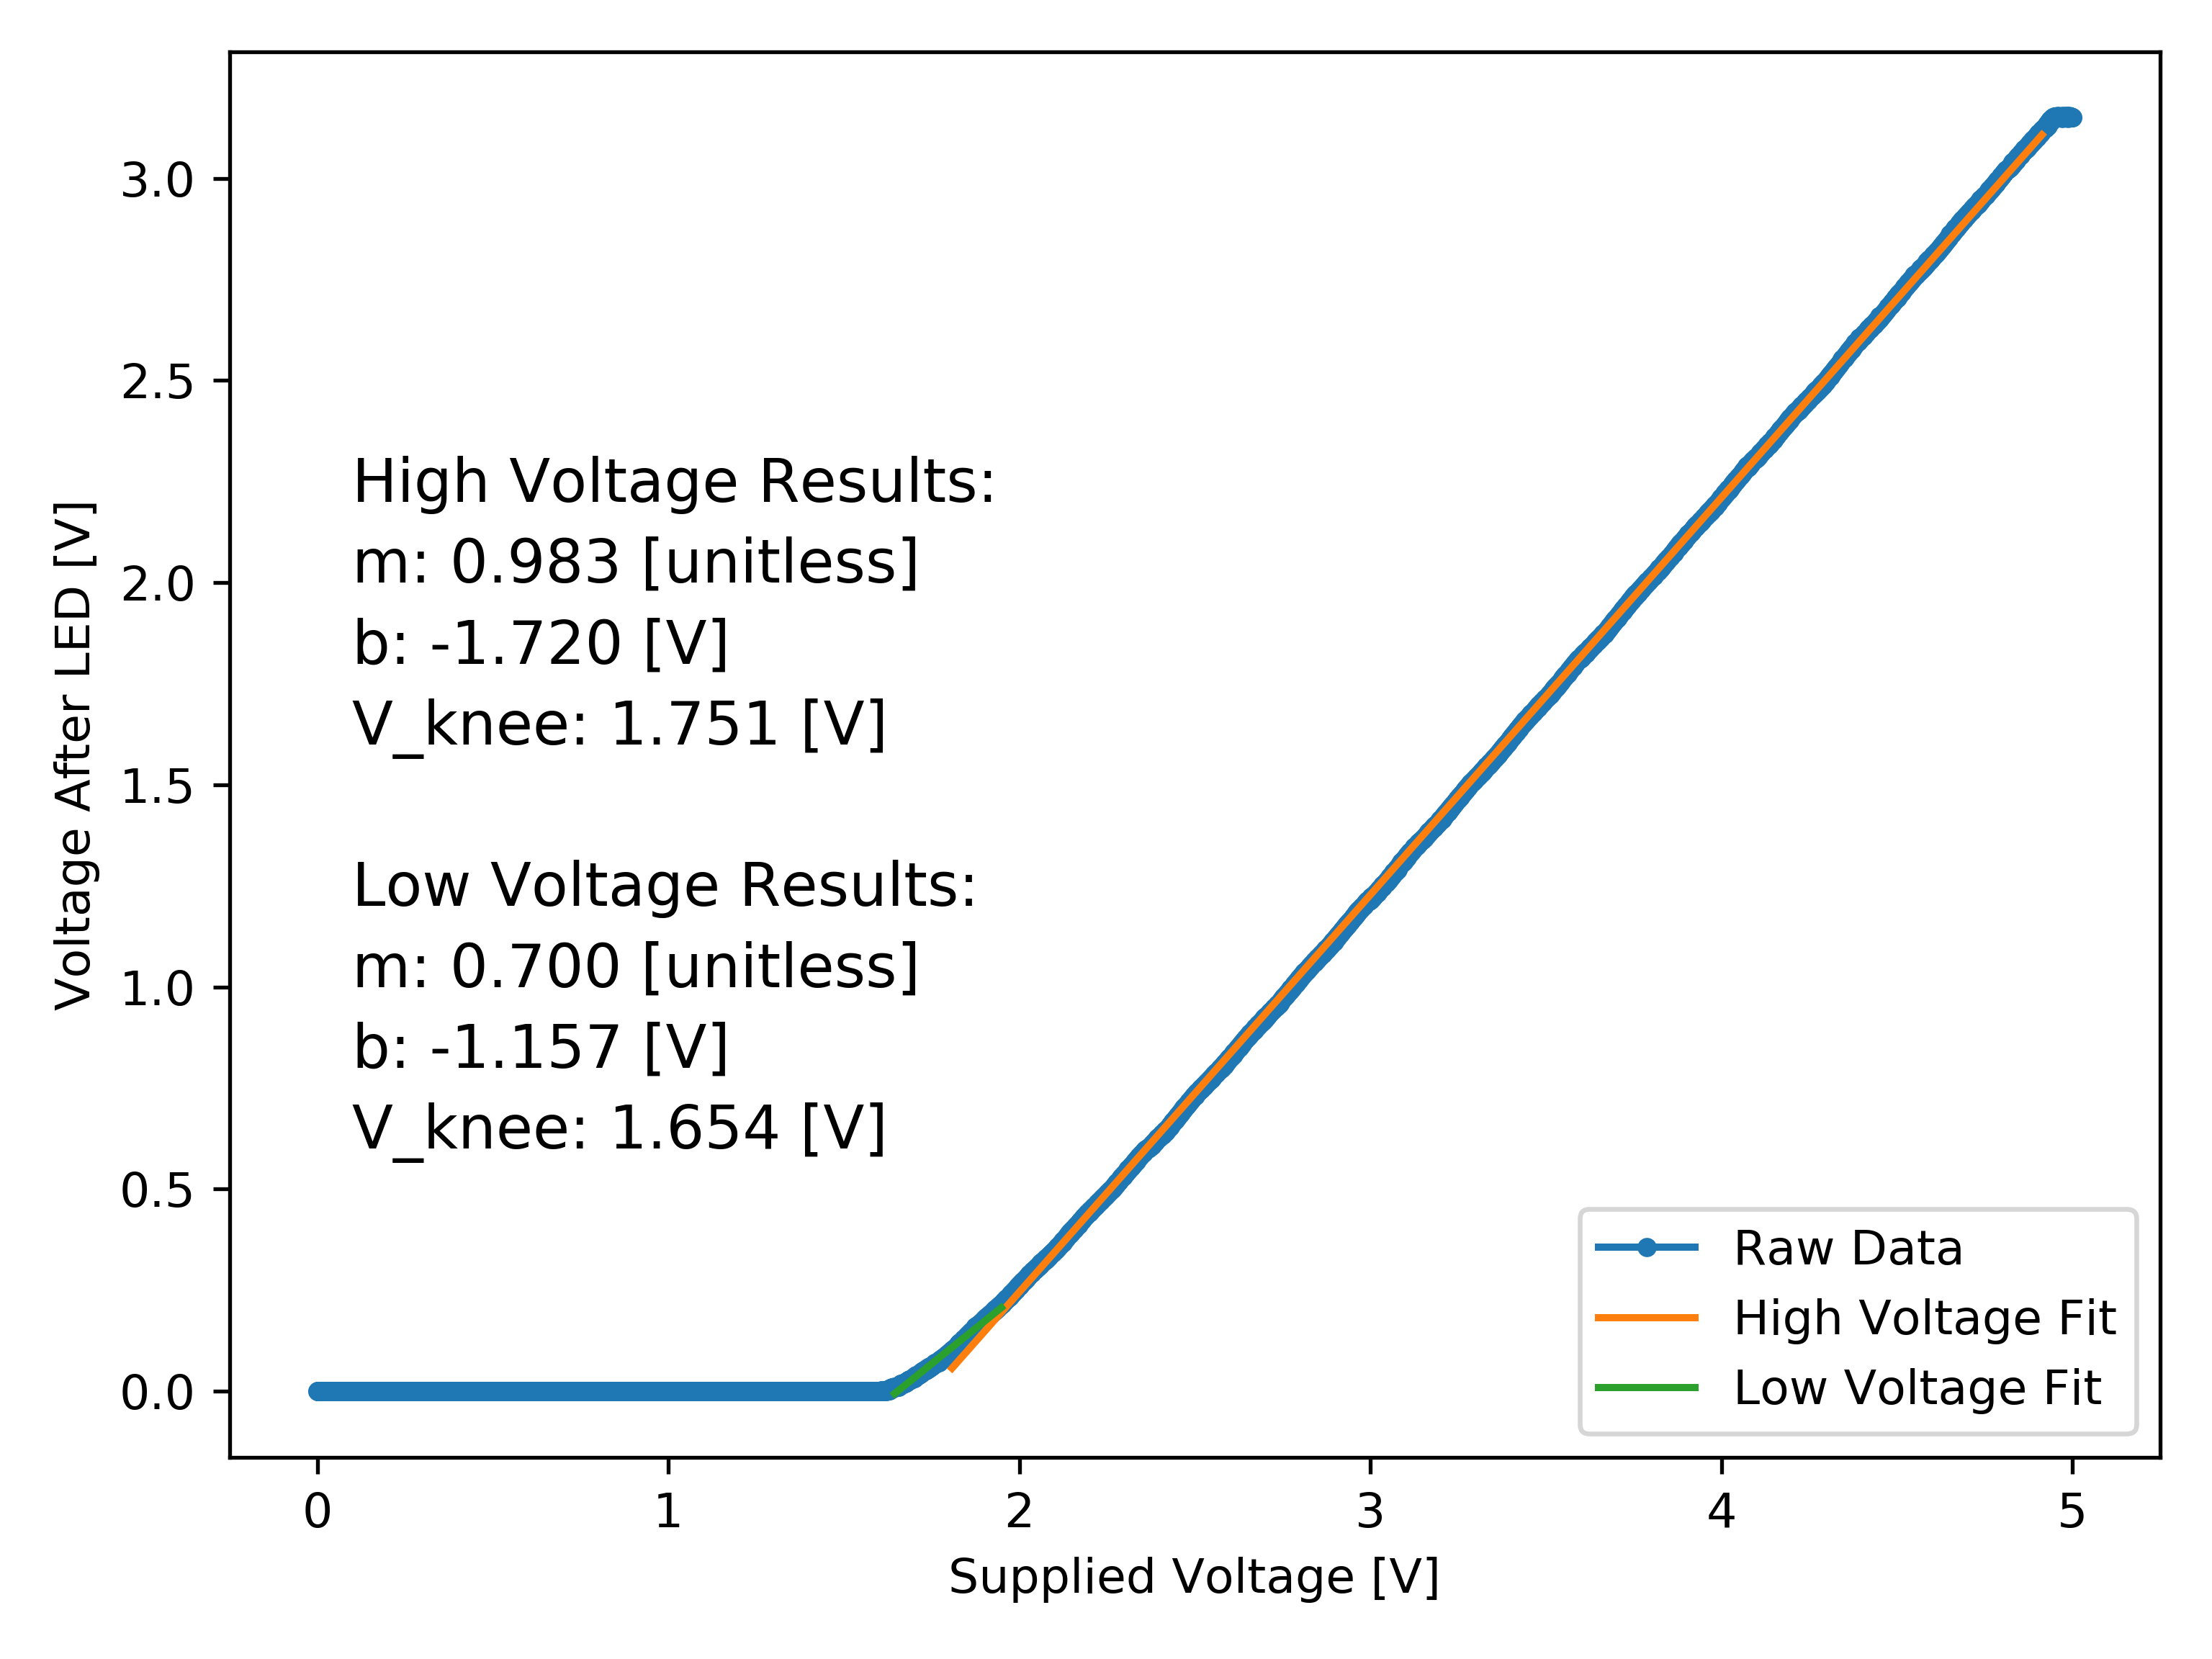 3.0
2.5
2.0
1.5
1.0
0.5
0.0
Voltage After LED [V]
High Voltage Results:
m: 0.983 [unitless]
b: -1.720 [V]
V_knee: 1.751 [V]
Low Voltage Results:
m: 0.700 [unitless]
b: -1.157 [V]
V_knee: 1.654 [V]
Raw Data
High Voltage Fit
Low Voltage Fit
0 1 2 3 4 5
Supplied Voltage [V]